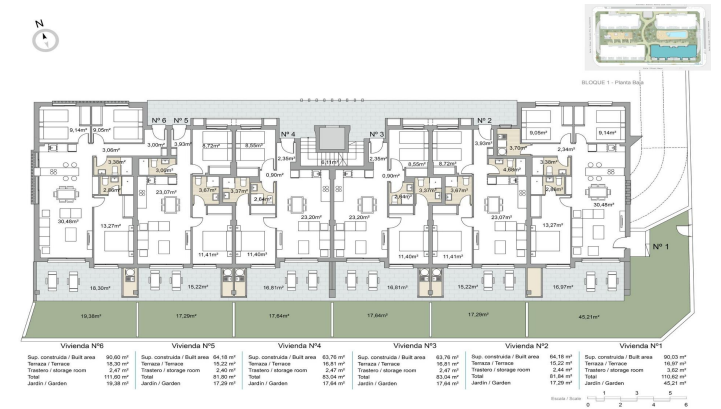 N
BLOQUE 1 - Planta Baja
Nº 6
Nº 5
Nº 4
Nº 3
Nº 2
Nº 1
9,14m²
9,05m²
3,00m²
3,93m²
8,72m²
8,55m²
2,35m²
8,11m²
2,35m²
8,55m²
8,72m²
3,93m²
3,70m²
9,05m²
9,14m²
3,08m²
2,34m²
3,38m²
3,00m²
0,90m²
0,90m²
4,68m²
3,38m²
2,86m²
23,07m²
3,67m²
3,37m²
2,64m²
2,64m²
3,37m²
3,67m²
23,07m²
2,86m²
30,48m²
13,27m²
23,20m²
23,20m²
13,27m²
30,48m²
11,41m²
11,40m²
11,40m²
11,41m²
18,30m²
15,22m²
16,81m²
16,81m²
15,22m²
16,97m²
19,38m²
17,29m²
17,64m²
17,64m²
17,29m²
45,21m²
Vivienda Nº6
Sup. construida / Built area 90,60 m²
Terraza / Terrace 18,30 m²
Trastero / storage room 2,47 m²
Total 111,60 m²
Jardín / Garden 19,38 m²
Vivienda Nº5
Sup. construida / Built area 64,18 m²
Terraza / Terrace 15,22 m²
Trastero / storage room 2,40 m²
Total 81,80 m²
Jardín / Garden 17,29 m²
Vivienda Nº4
Sup. construida / Built area 63,76 m²
Terraza / Terrace 16,81 m²
Trastero / storage room 2,47 m²
Total 83,04 m²
Jardín / Garden 17,64 m²
Vivienda Nº3
Sup. construida / Built area 63,76 m²
Terraza / Terrace 16,81 m²
Trastero / storage room 2,47 m²
Total 83,04 m²
Jardín / Garden 17,64 m²
Vivienda Nº2
Sup. construida / Built area 64,18 m²
Terraza / Terrace 15,22 m²
Trastero / storage room 2,44 m²
Total 81,84 m²
Jardín / Garden 17,29 m²
Vivienda Nº1
Sup. construida / Built area 90,03 m²
Terraza / Terrace 16,97 m²
Trastero / storage room 3,62 m²
Total 110,62 m²
Jardín / Garden 45,21 m²
Escala / Scale 0 1 2 3 4 5 6